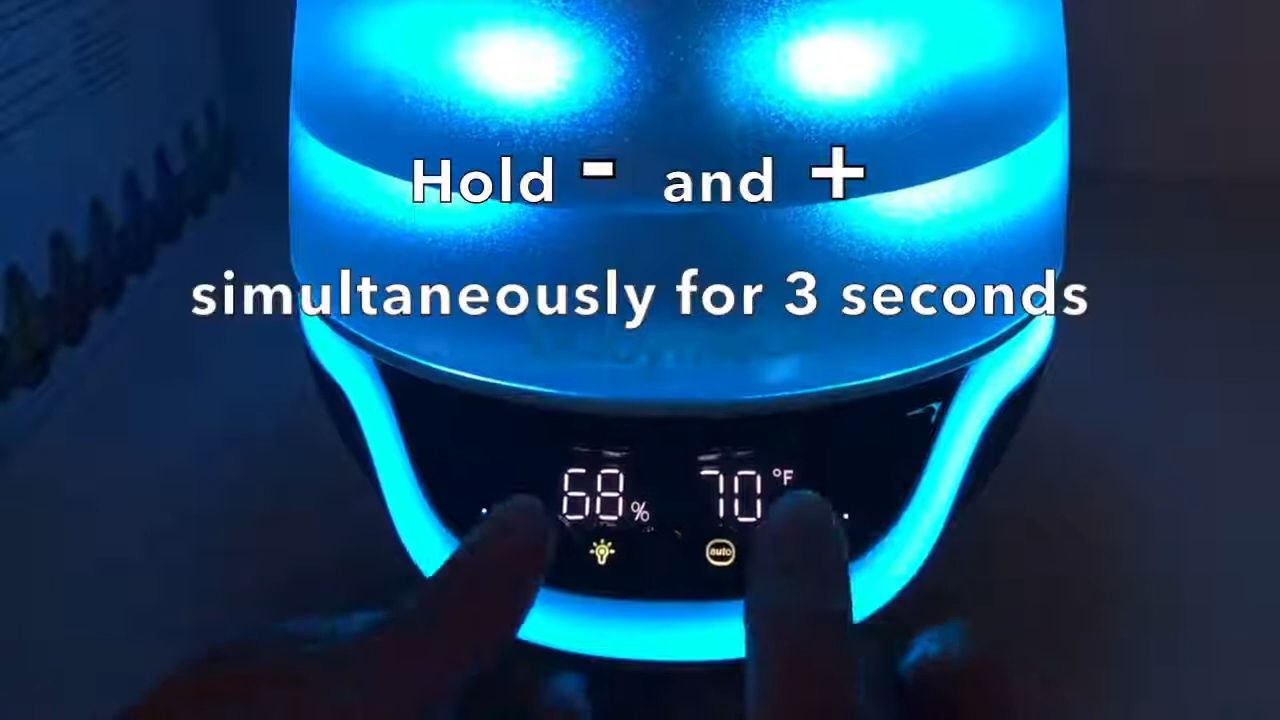 Hold - and +
simultaneously for 3 seconds
68% 70°F
auto